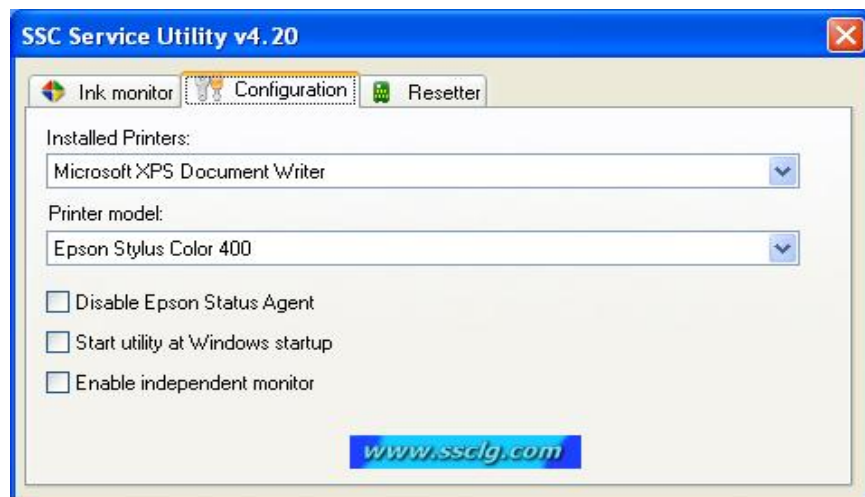 SSC Service Utility v4.20
Ink monitor Configuration Resetter
Installed Printers:
Microsoft XPS Document Writer
Printer model:
Epson Stylus Color 400
Disable Epson Status Agent
Start utility at Windows startup
Enable independent monitor
www.ssclg.com